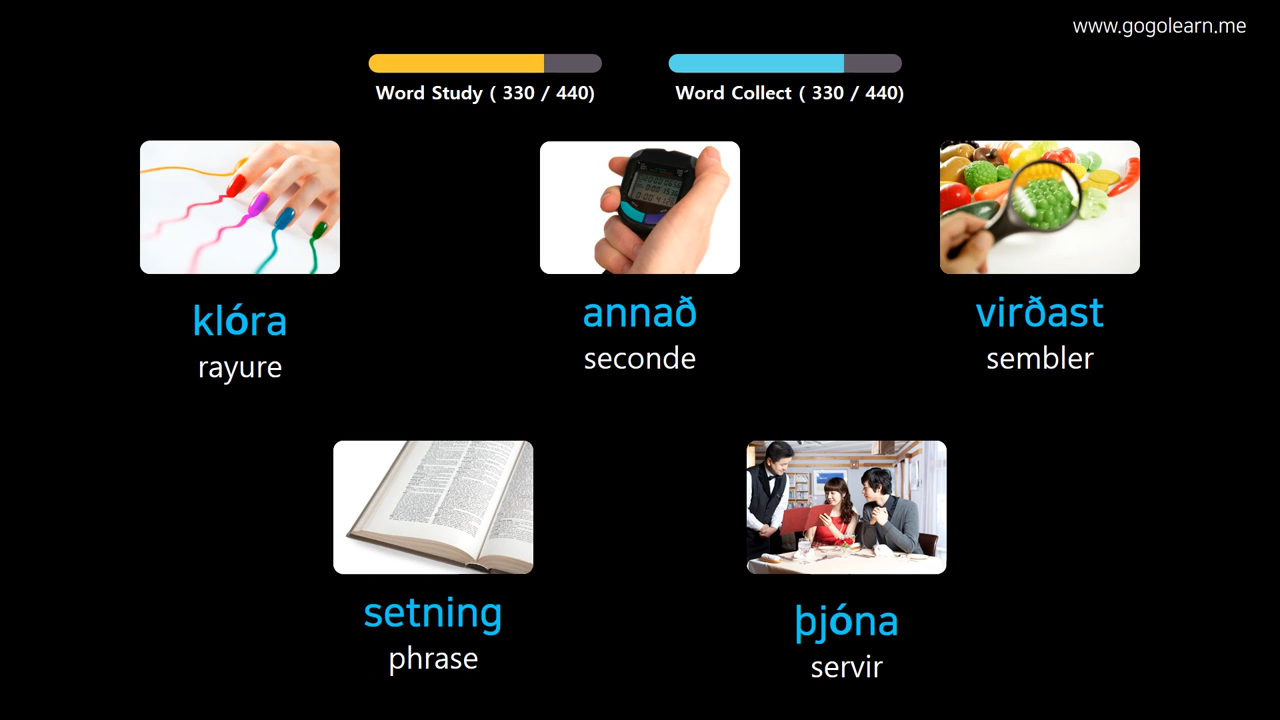 www.gogolearn.me
Word Study ( 330 / 440)
Word Collect ( 330 / 440)
klóra
rayure
annað
seconde
virðast
sembler
setning
phrase
þjóna
servir